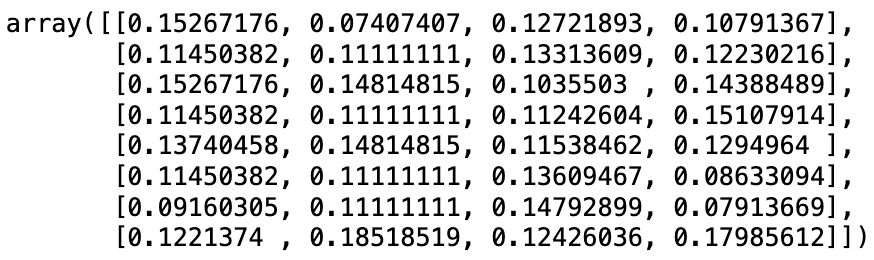 array([[0.15267176, 0.07407407, 0.12721893, 0.10791367],
       [0.11450382, 0.11111111, 0.13313609, 0.12230216],
       [0.15267176, 0.14814815, 0.1035503 , 0.14388489],
       [0.11450382, 0.11111111, 0.11242604, 0.15107914],
       [0.13740458, 0.14814815, 0.11538462, 0.1294964 ],
       [0.11450382, 0.11111111, 0.13609467, 0.08633094],
       [0.09160305, 0.11111111, 0.14792899, 0.07913669],
       [0.1221374 , 0.18518519, 0.12426036, 0.17985612]])